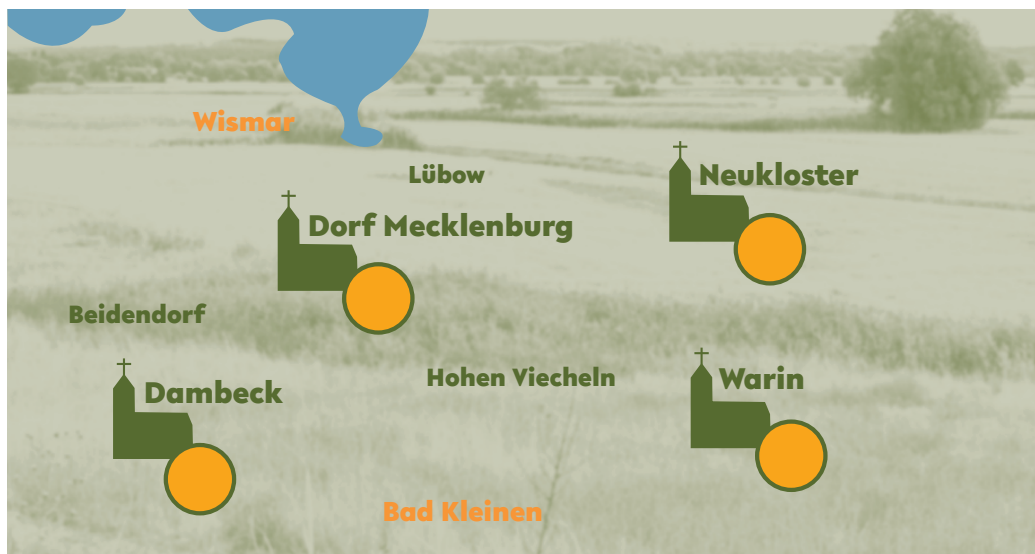 Wismar
Lübow
Neukloster
Dorf Mecklenburg
Beidendorf
Hohen Viecheln
Warin
Dambeck
Bad Kleinen